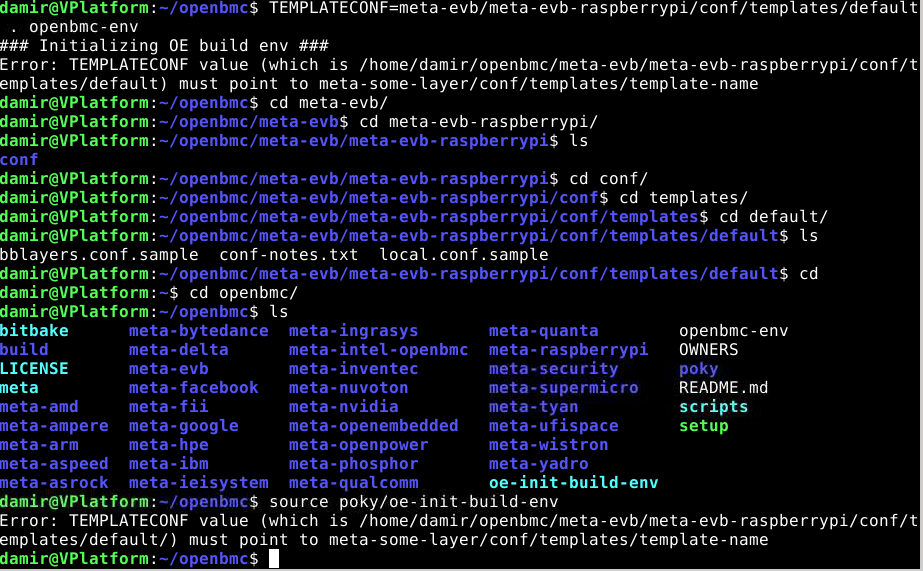 damir@VPlatform:~/openbmc$ TEMPLATECONF=meta-evb/meta-evb-raspberrypi/conf/templates/default
 . openbmc-env
### Initializing OE build env ###
Error: TEMPLATECONF value (which is /home/damir/openbmc/meta-evb/meta-evb-raspberrypi/conf/t
emplates/default) must point to meta-some-layer/conf/templates/template-name
damir@VPlatform:~/openbmc$ cd meta-evb/
damir@VPlatform:~/openbmc/meta-evb$ cd meta-evb-raspberrypi/
damir@VPlatform:~/openbmc/meta-evb/meta-evb-raspberrypi$ ls
conf
damir@VPlatform:~/openbmc/meta-evb/meta-evb-raspberrypi$ cd conf/
damir@VPlatform:~/openbmc/meta-evb/meta-evb-raspberrypi/conf$ cd templates/
damir@VPlatform:~/openbmc/meta-evb/meta-evb-raspberrypi/conf/templates$ cd default/
damir@VPlatform:~/openbmc/meta-evb/meta-evb-raspberrypi/conf/templates/default$ ls
bblayers.conf.sample  conf-notes.txt  local.conf.sample
damir@VPlatform:~/openbmc/meta-evb/meta-evb-raspberrypi/conf/templates/default$ cd
damir@VPlatform:~$ cd openbmc/
damir@VPlatform:~/openbmc$ ls
bitbake      meta-bytedance  meta-ingrasys       meta-quanta        openbmc-env
build        meta-delta      meta-intel-openbmc  meta-raspberrypi   OWNERS
LICENSE      meta-evb        meta-inventec       meta-security      poky
meta         meta-facebook   meta-nuvoton        meta-supermicro    README.md
meta-amd     meta-fii        meta-nvidia         meta-tyan          scripts
meta-ampere  meta-google     meta-openembedded   meta-ufispace      setup
meta-arm     meta-hpe        meta-openpower      meta-wistron
meta-aspeed  meta-ibm        meta-phosphor       meta-yadro
meta-asrock  meta-ieisystem  meta-qualcomm       oe-init-build-env
damir@VPlatform:~/openbmc$ source poky/oe-init-build-env
Error: TEMPLATECONF value (which is /home/damir/openbmc/meta-evb/meta-evb-raspberrypi/conf/t
emplates/default/) must point to meta-some-layer/conf/templates/template-name
damir@VPlatform:~/openbmc$